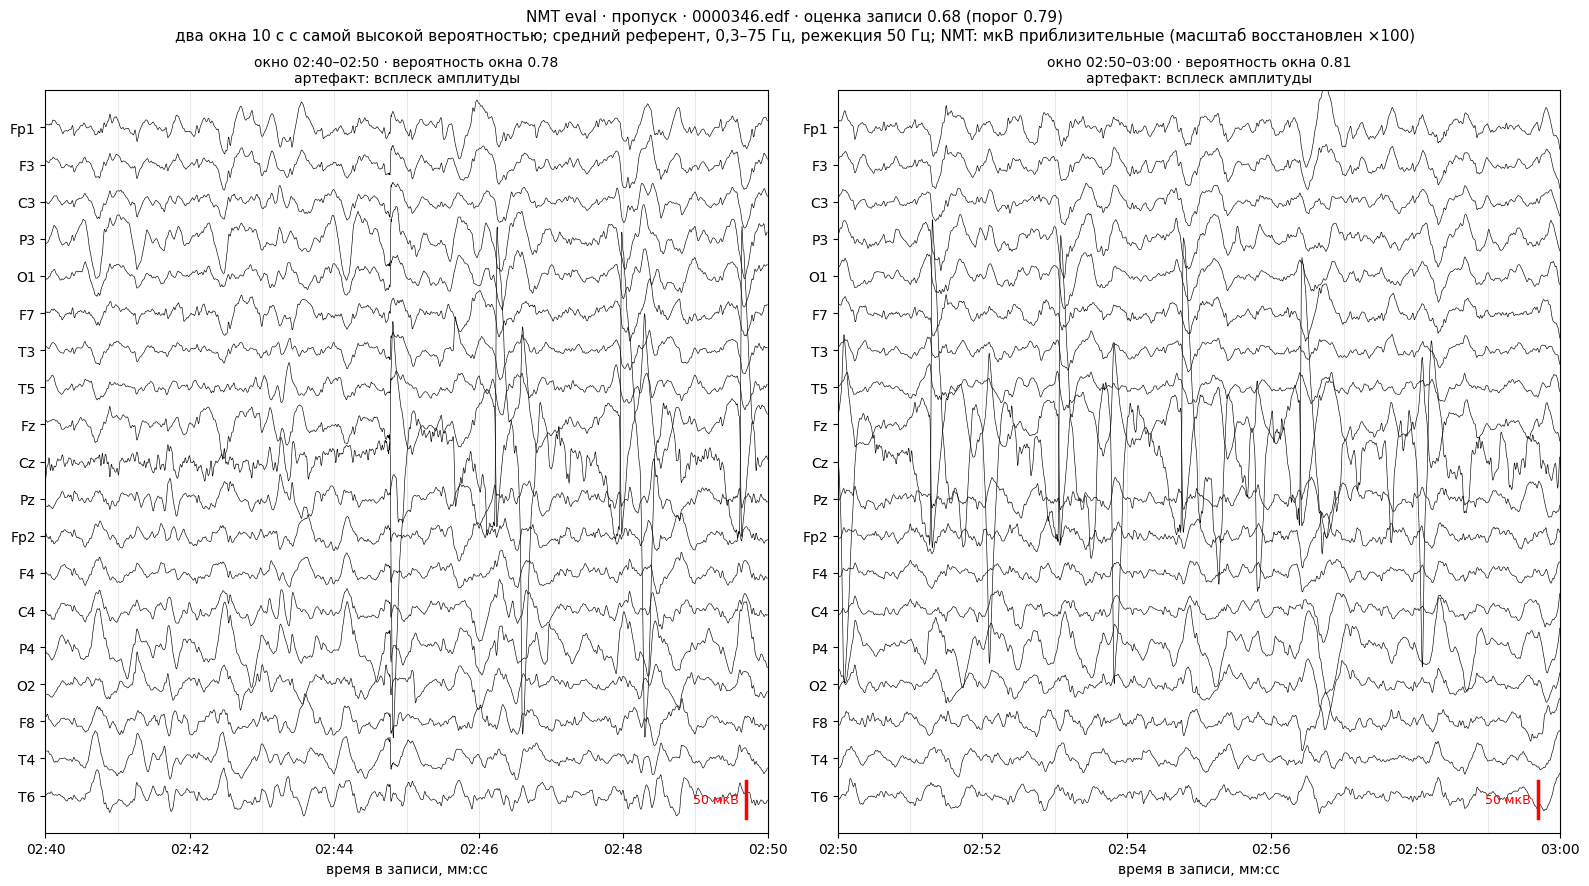 NMT eval · пропуск · 0000346.edf · оценка записи 0.68 (порог 0.79)
два окна 10 с с самой высокой вероятностью; средний референт, 0,3–75 Гц, режекция 50 Гц; NMT: мкВ приблизительные (масштаб восстановлен ×100)
окно 02:40–02:50 · вероятность окна 0.78
артефакт: всплеск амплитуды
Fp1
F3
C3
P3
O1
F7
T3
T5
Fz
Cz
Pz
Fp2
F4
C4
P4
O2
F8
T4
T6
50 мкВ
02:40 02:42 02:44 02:46 02:48 02:50
время в записи, мм:сс
окно 02:50–03:00 · вероятность окна 0.81
артефакт: всплеск амплитуды
Fp1
F3
C3
P3
O1
F7
T3
T5
Fz
Cz
Pz
Fp2
F4
C4
P4
O2
F8
T4
T6
50 мкВ
02:50 02:52 02:54 02:56 02:58 03:00
время в записи, мм:сс